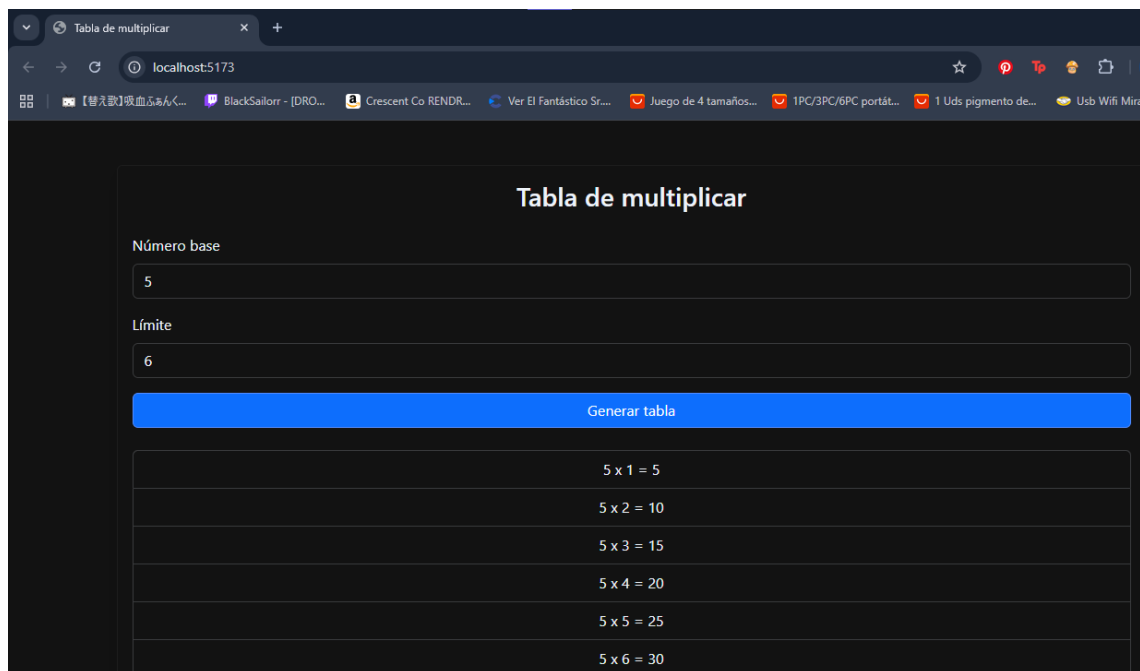 Tabla de multiplicar
localhost:5173
【替え歌】吸血ふぁんく... BlackSailorr - [DRO... Crescent Co RENDR... Ver El Fantástico Sr.... Juego de 4 tamaños... 1PC/3PC/6PC portát... 1 Uds pigmento de... Usb Wifi Mira
Tabla de multiplicar
Número base
5
Límite
6
Generar tabla
5 x 1 = 5
5 x 2 = 10
5 x 3 = 15
5 x 4 = 20
5 x 5 = 25
5 x 6 = 30